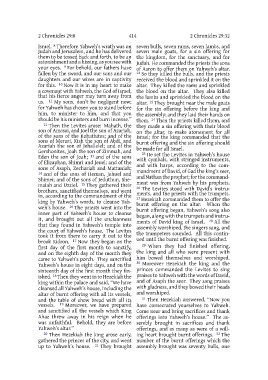 2 Chronicles 29:8
414
2 Chronicles 29:32
Israel. 8 Therefore Yahweh's wrath was on
Judah and Jerusalem, and he has delivered
them to be tossed back and forth, to be an
astonishment and a hissing, as you see with
your eyes. 9 For behold, our fathers have
fallen by the sword, and our sons and our
daughters and our wives are in captivity
for this. 10 Now it is in my heart to make
a covenant with Yahweh, the God of Israel,
that his fierce anger may turn away from
us. 11 My sons, don't be negligent now;
for Yahweh has chosen you to stand before
him, to minister to him, and that you
should be his ministers and burn incense."
12 Then the Levites arose: Mahath, the
son of Amasai, and Joel the son of Azariah,
of the sons of the Kohathites; and of the
sons of Merari, Kish the son of Abdi, and
Azariah the son of Jehallelel; and of the
Gershonites, Joah the son of Zimmah, and
Eden the son of Joah; 13 and of the sons
of Elizaphan, Shimri and Jeuel; and of the
sons of Asaph, Zechariah and Mattaniah;
14 and of the sons of Heman, Jehuel and
Shimei; and of the sons of Jeduthun, She-
maiah and Uzziel. 15 They gathered their
brothers, sanctified themselves, and went
in, according to the commandment of the
king by Yahweh's words, to cleanse Yah-
weh's house. 16 The priests went into the
inner part of Yahweh's house to cleanse
it, and brought out all the uncleanness
that they found in Yahweh's temple into
the court of Yahweh's house. The Levites
took it from there to carry it out to the
brook Kidron. 17 Now they began on the
first day of the first month to sanctify,
and on the eighth day of the month they
came to Yahweh's porch. They sanctified
Yahweh's house in eight days, and on the
sixteenth day of the first month they fin-
ished. 18 Then they went in to Hezekiah the
king within the palace and said, "We have
cleansed all Yahweh's house, including the
altar of burnt offering with all its vessels,
and the table of show bread with all its
vessels. 19 Moreover, we have prepared
and sanctified all the vessels which King
Ahaz threw away in his reign when he
was unfaithful. Behold, they are before
Yahweh's altar."
20 Then Hezekiah the king arose early,
gathered the princes of the city, and went
up to Yahweh's house. 21 They brought
seven bulls, seven rams, seven lambs, and
seven male goats, for a sin offering for
the kingdom, for the sanctuary, and for
Judah. He commanded the priests the sons
of Aaron to offer them on Yahweh's altar.
22 So they killed the bulls, and the priests
received the blood and sprinkled it on the
altar. They killed the rams and sprinkled
the blood on the altar. They also killed
the lambs and sprinkled the blood on the
altar. 23 They brought near the male goats
for the sin offering before the king and
the assembly; and they laid their hands on
them. 24 Then the priests killed them, and
they made a sin offering with their blood
on the altar, to make atonement for all
Israel; for the king commanded that the
burnt offering and the sin offering should
be made for all Israel.
25 He set the Levites in Yahweh's house
with cymbals, with stringed instruments,
and with harps, according to the com-
mandment of David, of Gad the king's seer,
and Nathan the prophet; for the command-
ment was from Yahweh by his prophets.
26 The Levites stood with David's instru-
ments, and the priests with the trumpets.
27 Hezekiah commanded them to offer the
burnt offering on the altar. When the
burnt offering began, Yahweh's song also
began, along with the trumpets and instru-
ments of David king of Israel. 28 All the
assembly worshiped, the singers sang, and
the trumpeters sounded. All this contin-
ued until the burnt offering was finished.
29 When they had finished offering,
the king and all who were present with
him bowed themselves and worshiped.
30 Moreover Hezekiah the king and the
princes commanded the Levites to sing
praises to Yahweh with the words of David,
and of Asaph the seer. They sang praises
with gladness, and they bowed their heads
and worshiped.
31 Then Hezekiah answered, "Now you
have consecrated yourselves to Yahweh.
Come near and bring sacrifices and thank
offerings into Yahweh's house." The as-
sembly brought in sacrifices and thank
offerings, and as many as were of a will-
ing heart brought burnt offerings. 32 The
number of the burnt offerings which the
assembly brought was seventy bulls, one